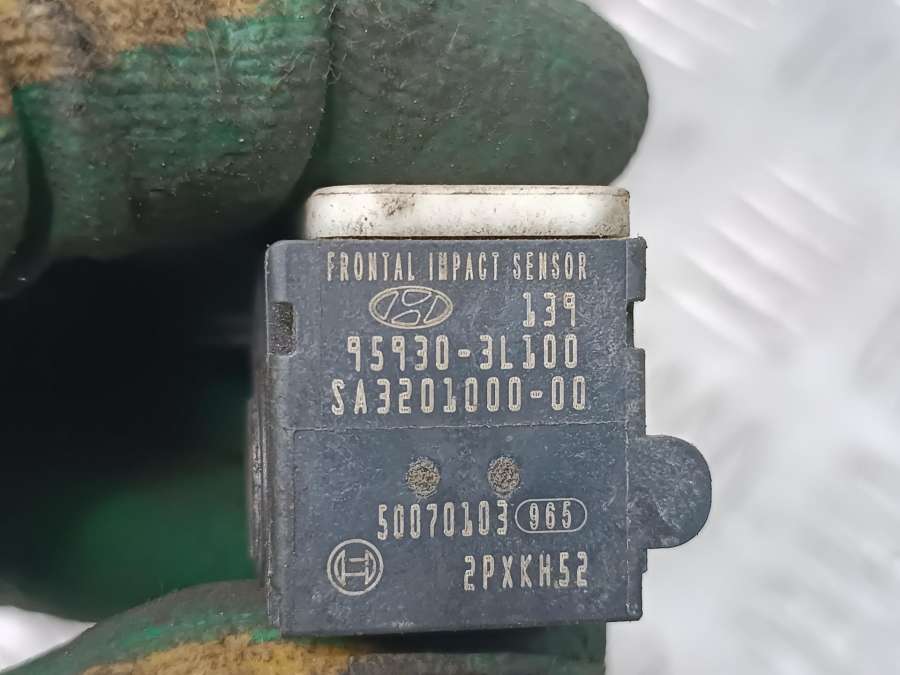 FRONTAL IMPACT SENSOR
139
95930-3L100
SA3201000-00
50070103 965
2PXKH52